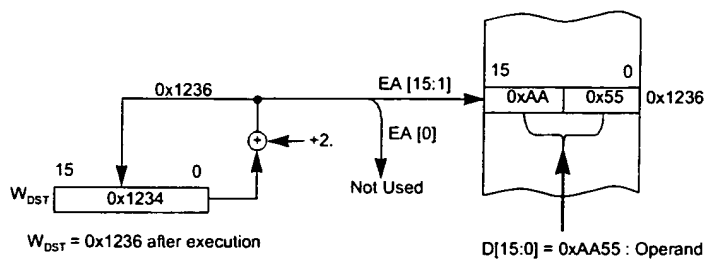 15 0
0x1236 EA [15:1] 0xAA 0x55 0x1236
EA [0]
+ +2.
15 0
Not Used
W_DST 0x1234
W_DST = 0x1236 after execution
D[15:0] = 0xAA55 : Operand